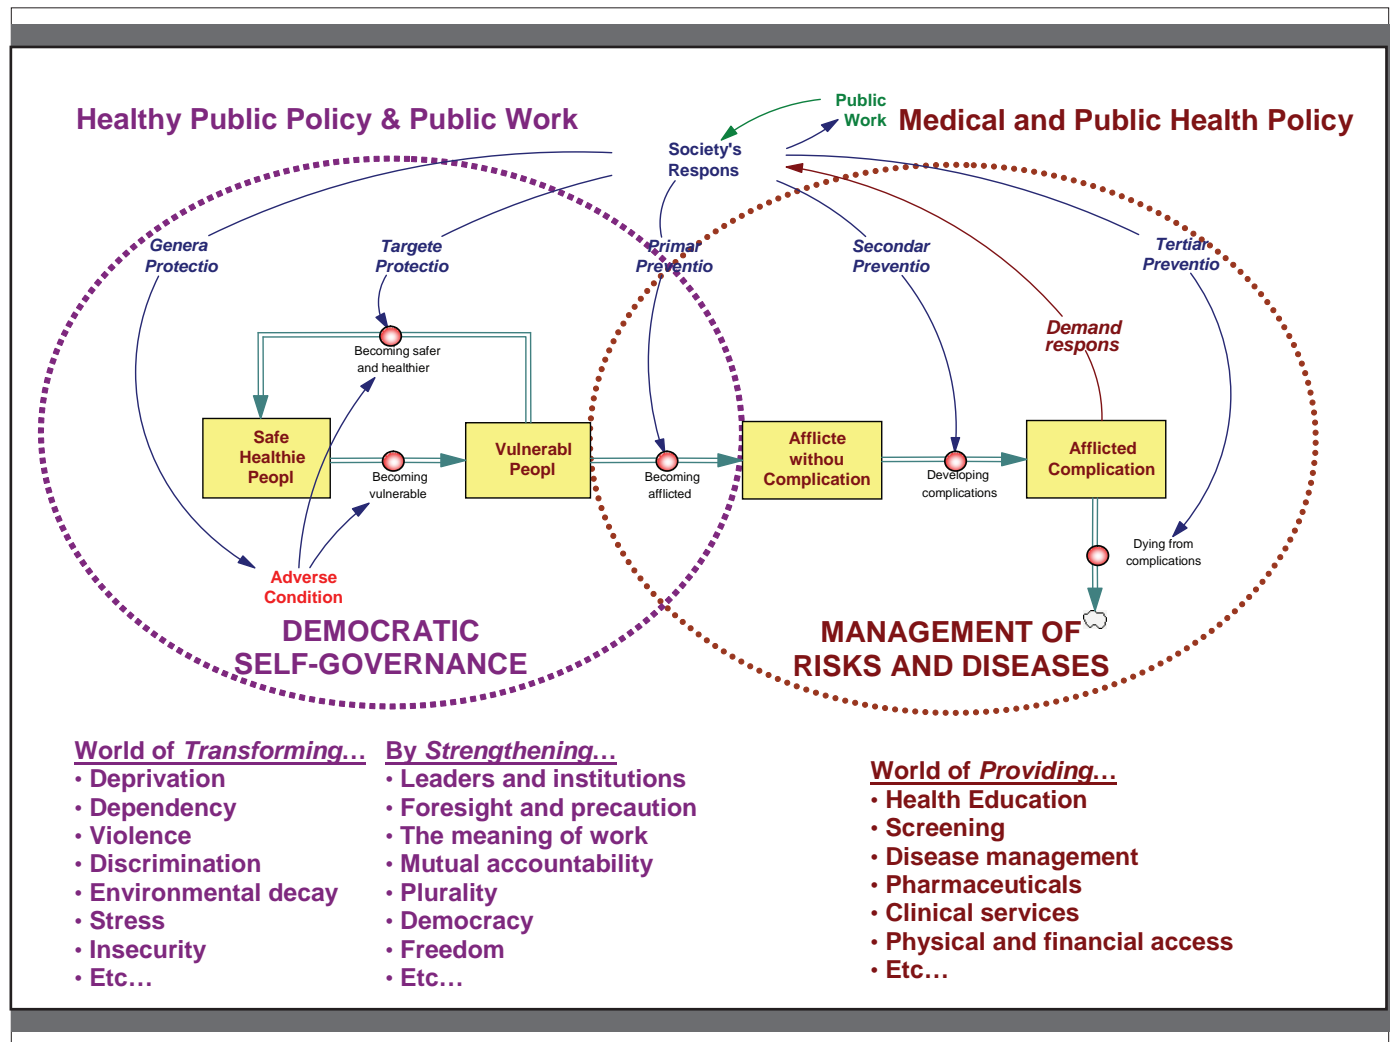 Healthy Public Policy & Public Work
Public
Work
Medical and Public Health Policy
Society's
Respons
Genera
Protectio
Targete
Protectio
Primar
Preventio
Secondar
Preventio
Tertiar
Preventio
Demand
respons
Becoming safer
and healthier
Safe
Healthie
Peopl
Becoming
vulnerable
Vulnerabl
Peopl
Becoming
afflicted
Afflicte
withou
Complication
Developing
complications
Afflicted
Complication
Dying from
complications
Adverse
Condition
DEMOCRATIC
SELF-GOVERNANCE
MANAGEMENT OF
RISKS AND DISEASES
World of Transforming…
• Deprivation
• Dependency
• Violence
• Discrimination
• Environmental decay
• Stress
• Insecurity
• Etc…
By Strengthening…
• Leaders and institutions
• Foresight and precaution
• The meaning of work
• Mutual accountability
• Plurality
• Democracy
• Freedom
• Etc…
World of Providing…
• Health Education
• Screening
• Disease management
• Pharmaceuticals
• Clinical services
• Physical and financial access
• Etc…